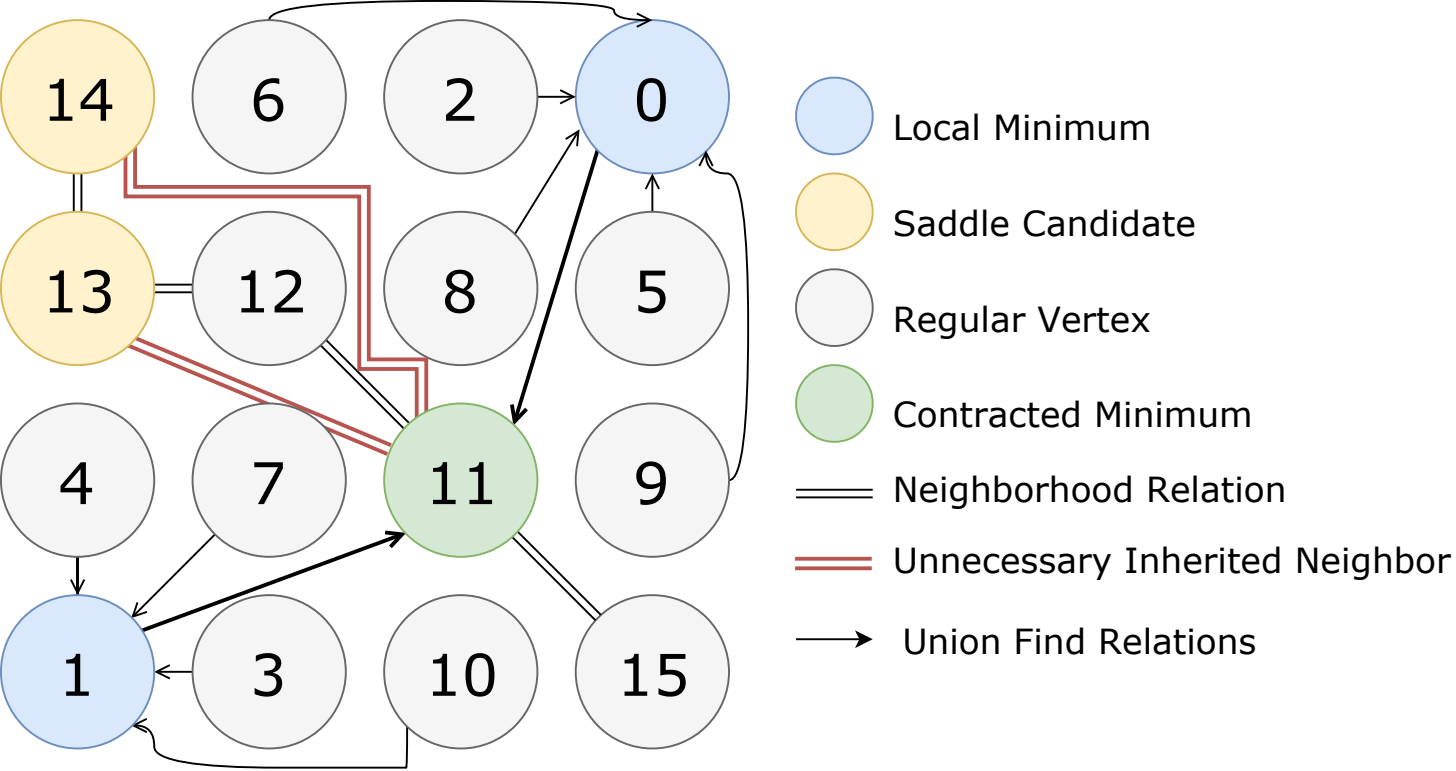 14 6 2 0
13 12 8 5
4 7 11 9
1 3 10 15
Local Minimum
Saddle Candidate
Regular Vertex
Contracted Minimum
Neighborhood Relation
Unnecessary Inherited Neighbor
Union Find Relations